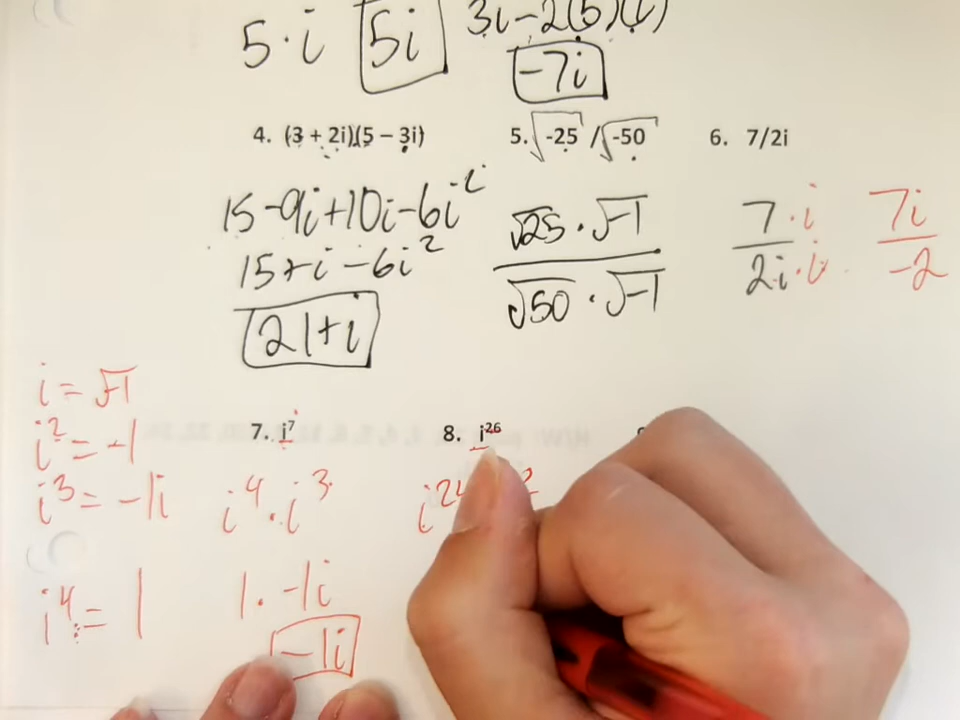 5 · i 5i 3i - 2(5)(i)
-7i
4. (3 + 2i)(5 − 3i) 5. √-25 / √-50 6. 7/2i
15 - 9i + 10i - 6i² √25 · √-1 7 · i 7i
15 + i - 6i² √50 · √-1 2i · i -2
21 + i
i = √-1
i² = -1 7. i⁷ 8. i²⁶
i³ = -1i i⁴ · i³ i²⁴ 2
i⁴ = 1 1 · -1i
-1i